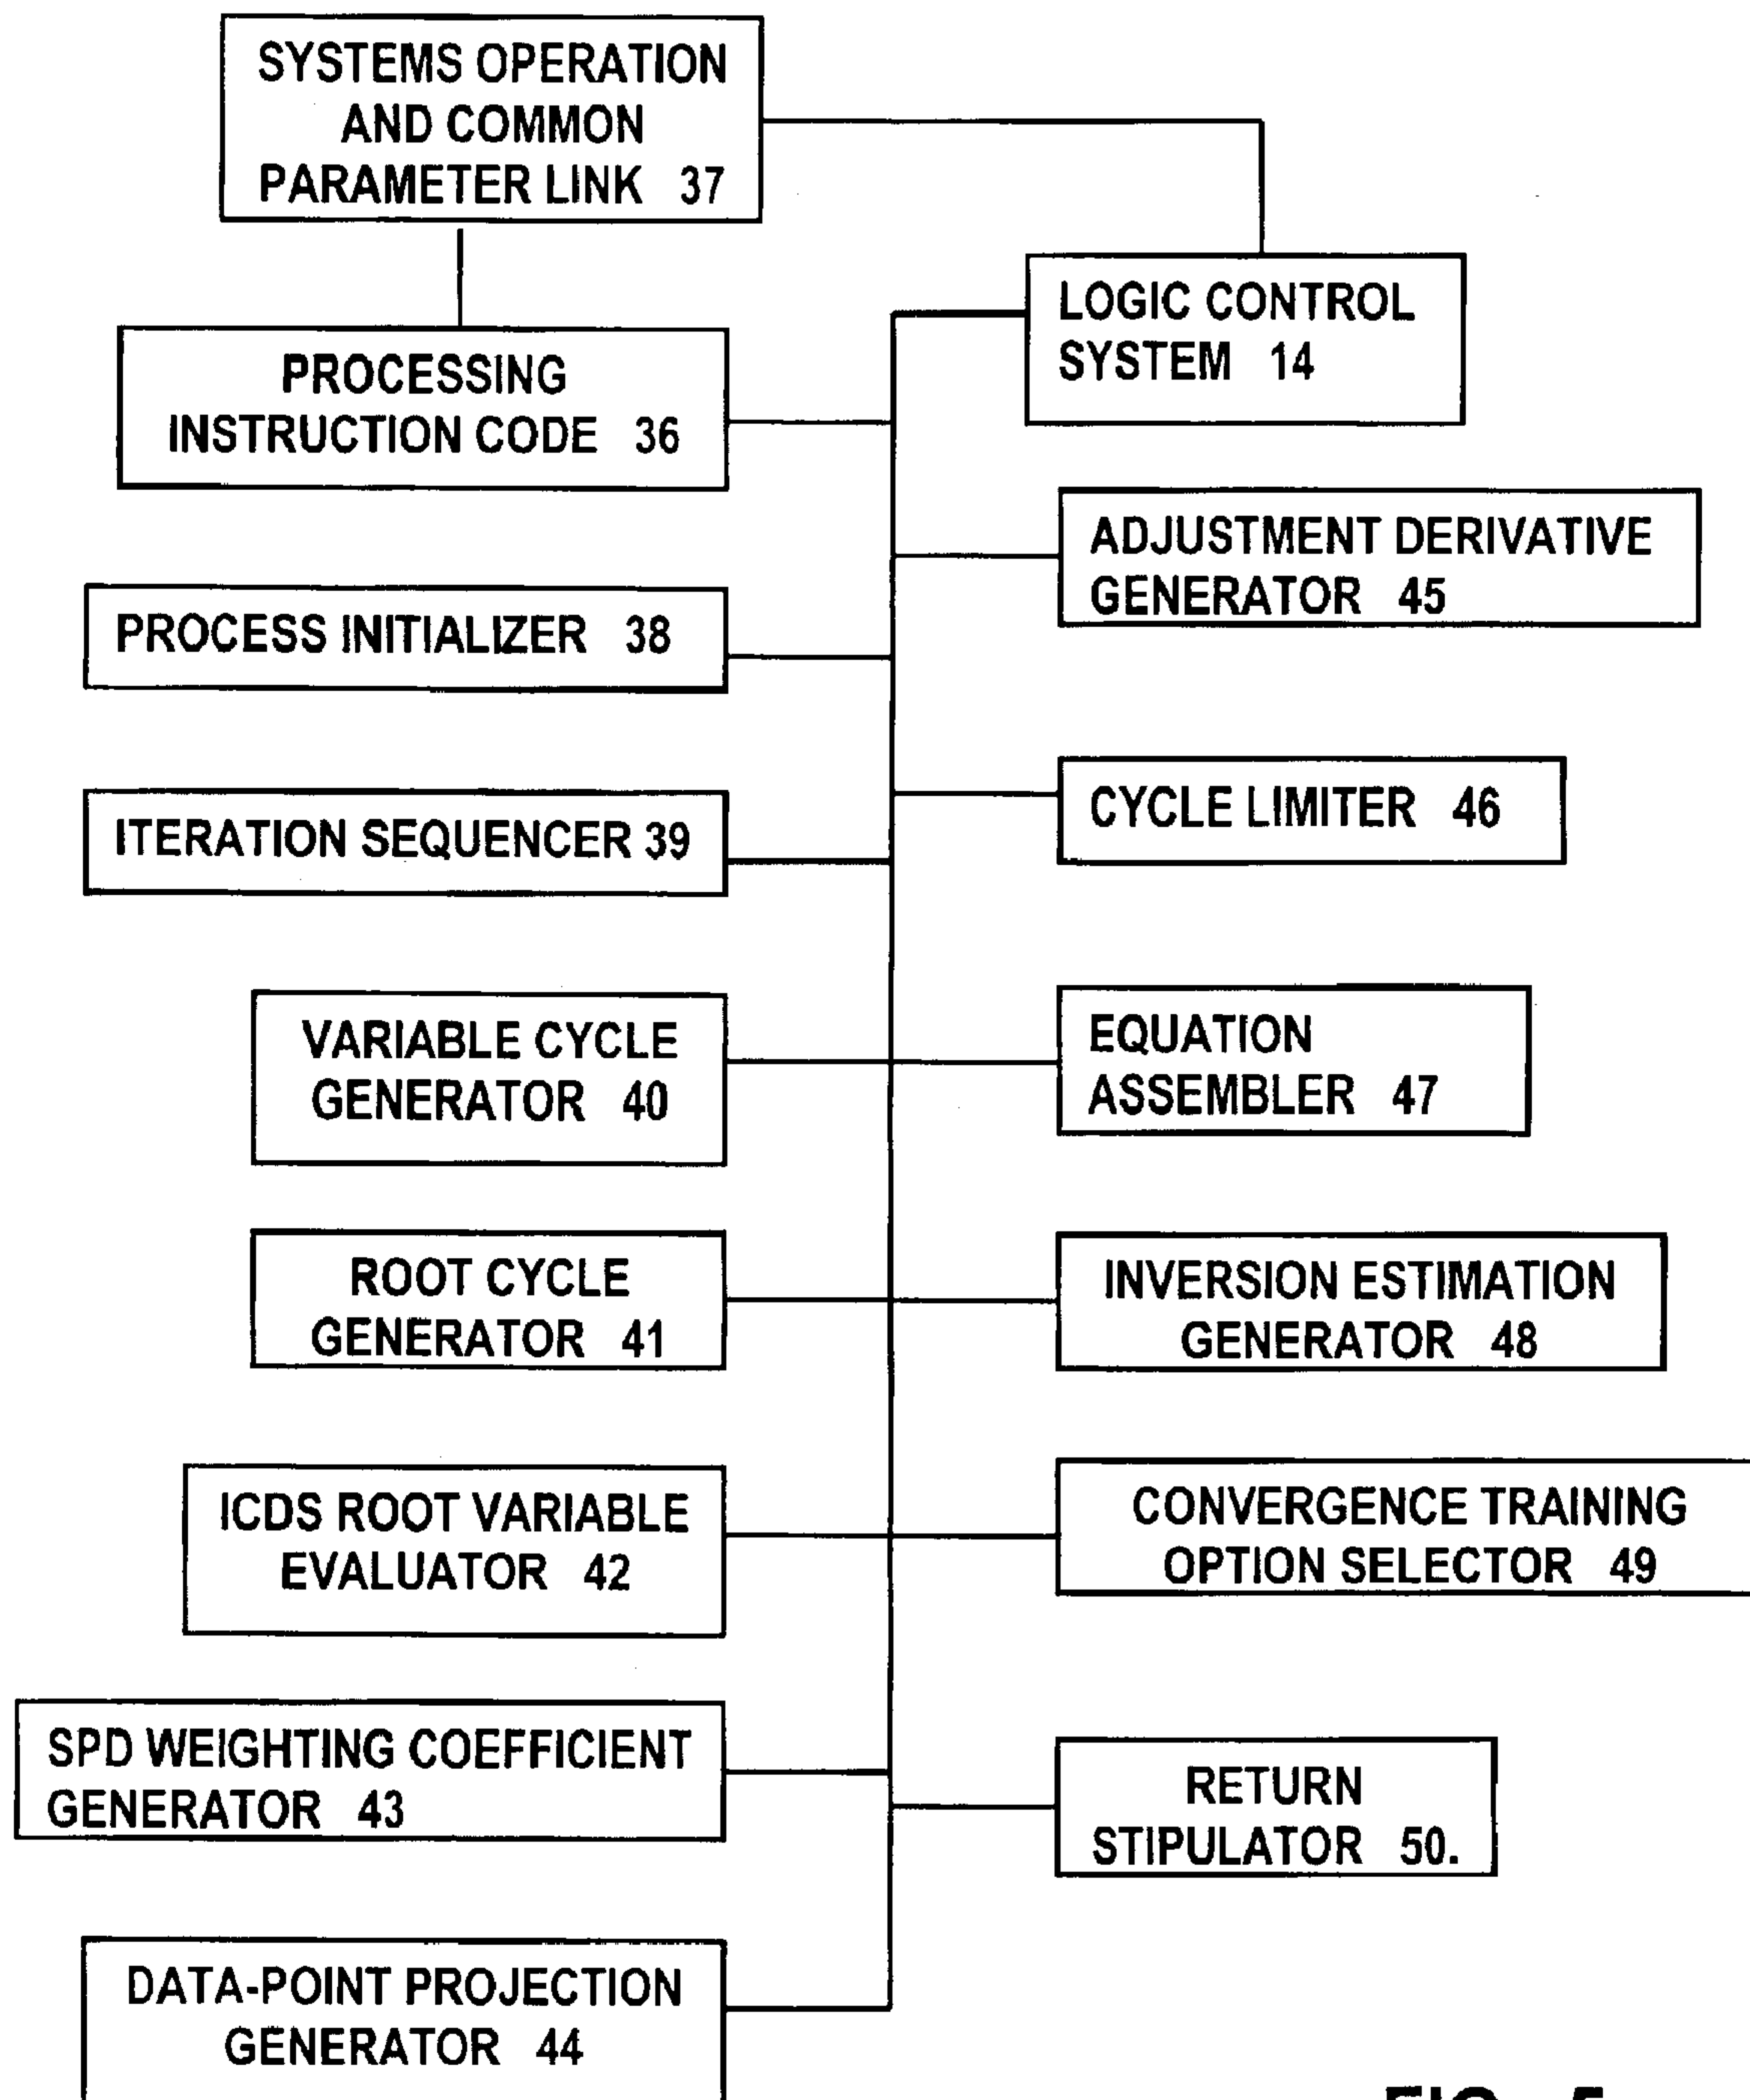 SYSTEMS OPERATION
AND COMMON
PARAMETER LINK 37
LOGIC CONTROL
SYSTEM 14
PROCESSING
INSTRUCTION CODE 36
ADJUSTMENT DERIVATIVE
GENERATOR 45
PROCESS INITIALIZER 38
CYCLE LIMITER 46
ITERATION SEQUENCER 39
VARIABLE CYCLE
GENERATOR 40
EQUATION
ASSEMBLER 47
ROOT CYCLE
GENERATOR 41
INVERSION ESTIMATION
GENERATOR 48
ICDS ROOT VARIABLE
EVALUATOR 42
CONVERGENCE TRAINING
OPTION SELECTOR 49
SPD WEIGHTING COEFFICIENT
GENERATOR 43
RETURN
STIPULATOR 50.
DATA-POINT PROJECTION
GENERATOR 44